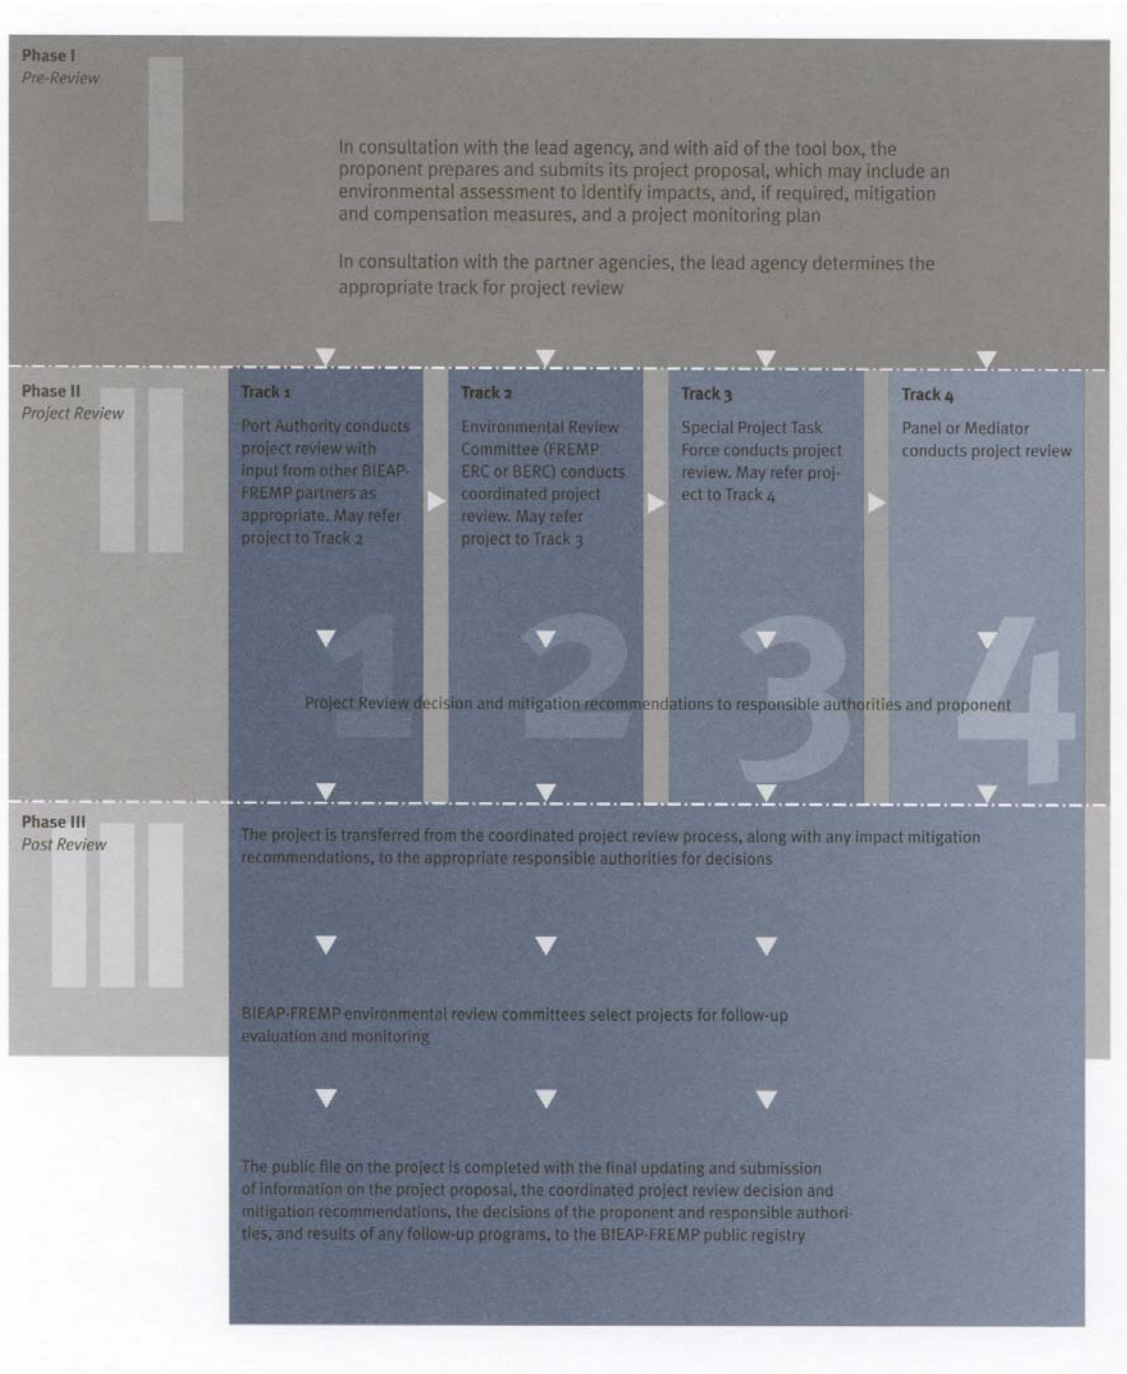 Phase I
Pre-Review
In consultation with the lead agency, and with aid of the tool box, the
proponent prepares and submits its project proposal, which may include an
environmental assessment to identify impacts, and, if required, mitigation
and compensation measures, and a project monitoring plan
In consultation with the partner agencies, the lead agency determines the
appropriate track for project review
Phase II
Project Review
Track 1
Port Authority conducts
project review with
input from other BIEAP-
FREMP partners as
appropriate. May refer
project to Track 2
Track 2
Environmental Review
Committee (FREMP
ERC or BERC) conducts
coordinated project
review. May refer
project to Track 3
Track 3
Special Project Task
Force conducts project
review. May refer proj-
ect to Track 4
Track 4
Panel or Mediator
conducts project review
1
2
3
4
Project Review decision and mitigation recommendations to responsible authorities and proponent
Phase III
Post Review
The project is transferred from the coordinated project review process, along with any impact mitigation
recommendations, to the appropriate responsible authorities for decisions
BIEAP-FREMP environmental review committees select projects for follow-up
evaluation and monitoring
The public file on the project is completed with the final updating and submission
of information on the project proposal, the coordinated project review decision and
mitigation recommendations, the decisions of the proponent and responsible authori-
ties, and results of any follow-up programs, to the BIEAP-FREMP public registry